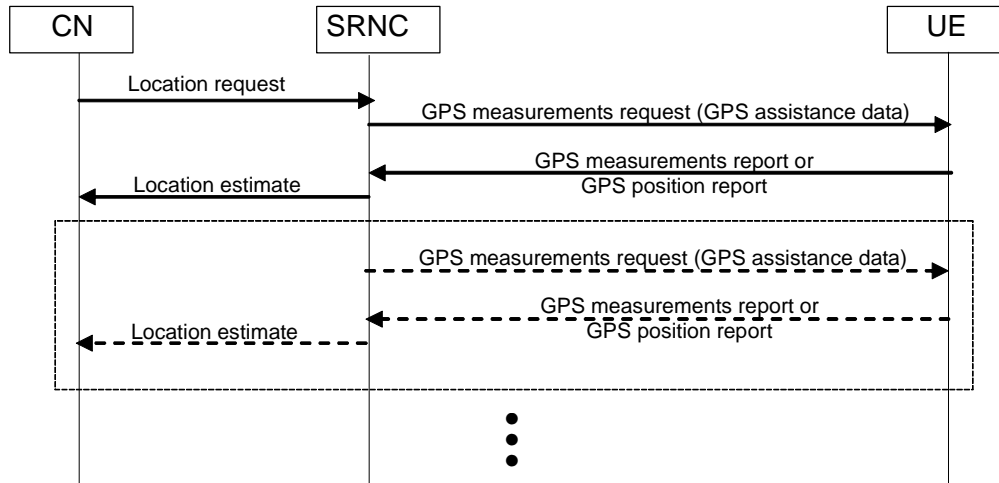 CN
SRNC
UE
Location request
GPS measurements request (GPS assistance data)
GPS measurements report or
GPS position report
Location estimate
GPS measurements request (GPS assistance data)
GPS measurements report or
GPS position report
Location estimate